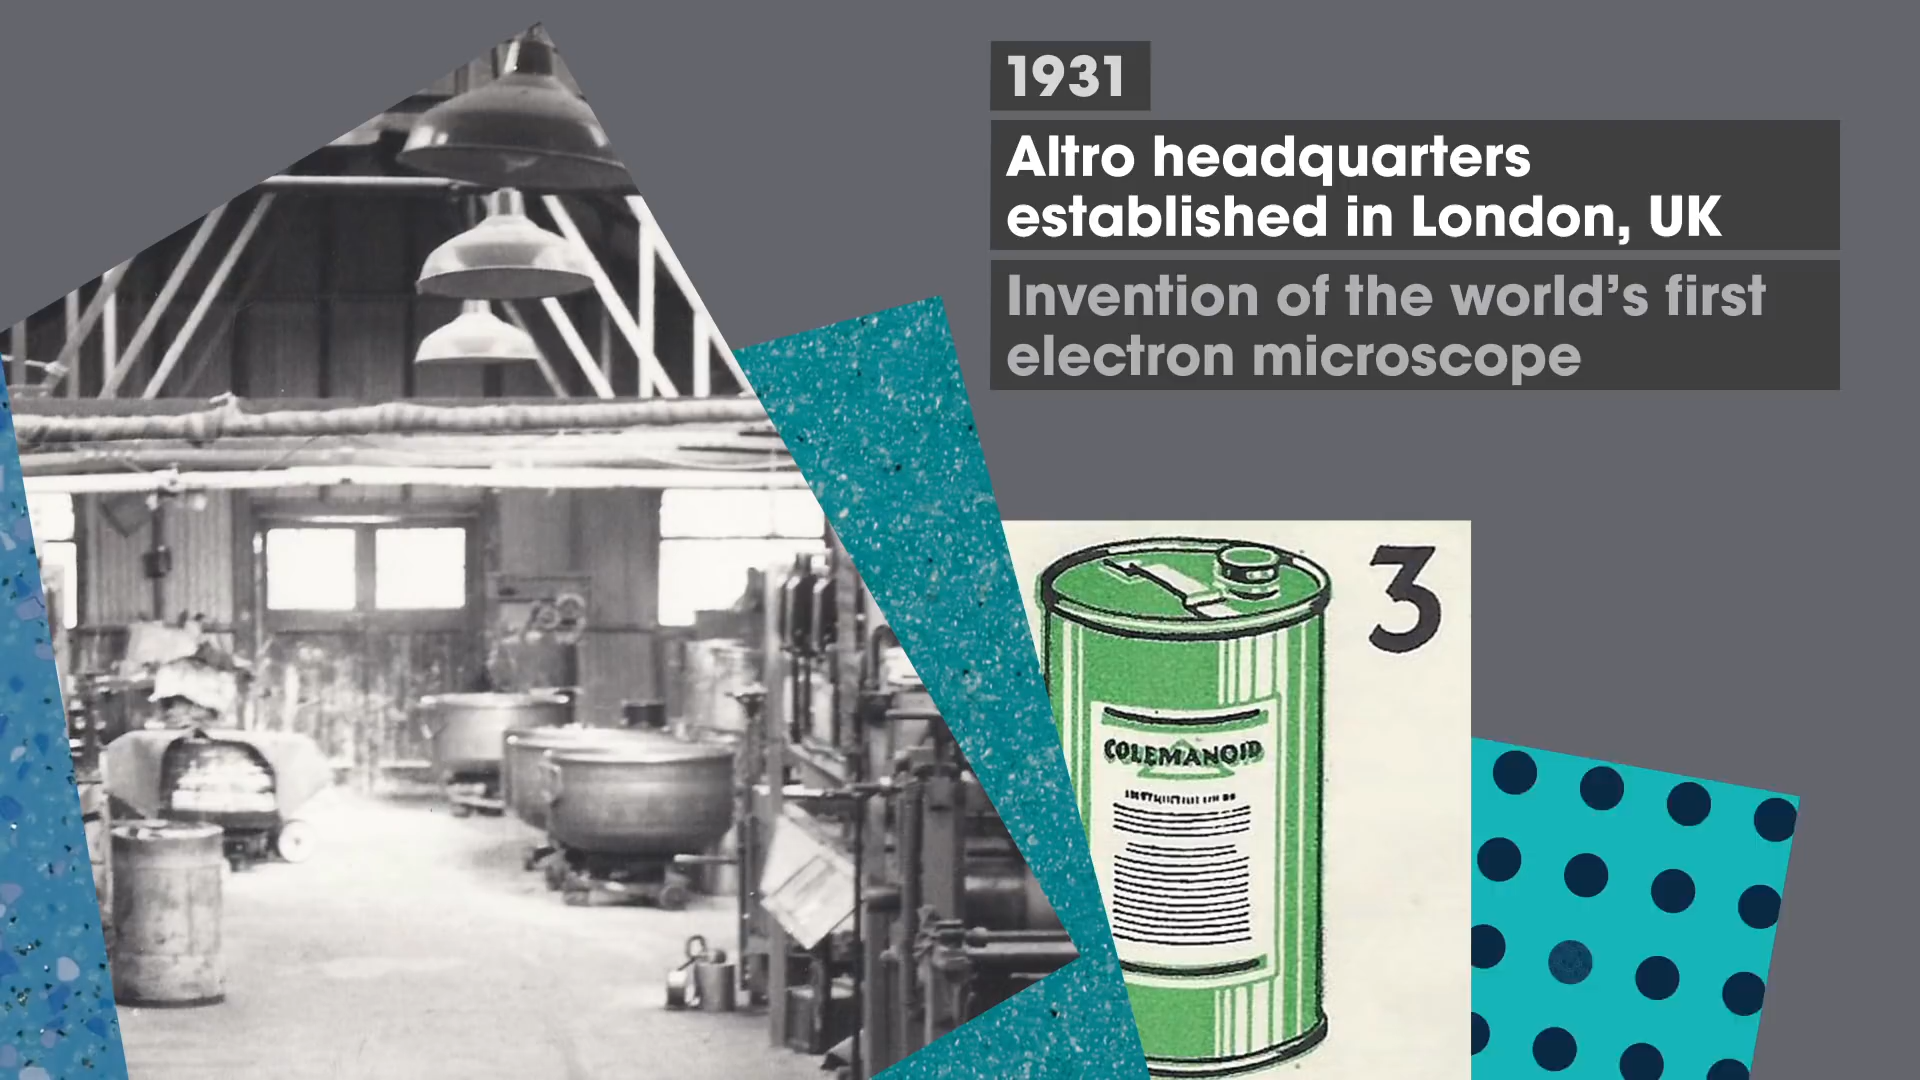 1931
Altro headquarters
established in London, UK
Invention of the world's first
electron microscope
3
COLEMANOID